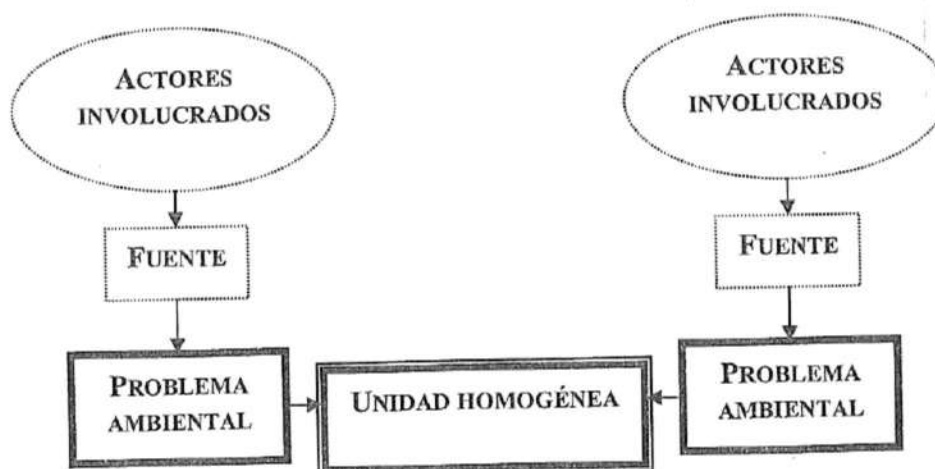 ACTORES
INVOLUCRADOS
FUENTE
PROBLEMA
AMBIENTAL
UNIDAD HOMOGÉNEA
ACTORES
INVOLUCRADOS
FUENTE
PROBLEMA
AMBIENTAL